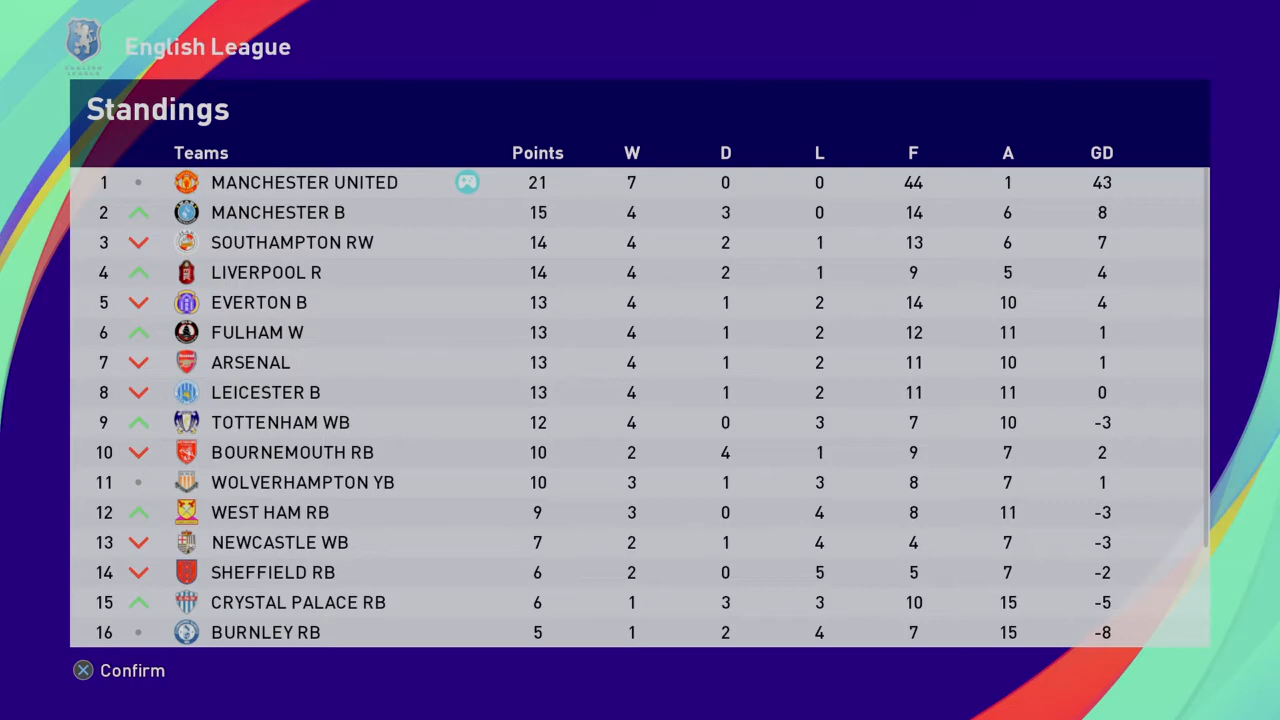 English League
ENGLISH LEAGUE
Standings
Teams Points W D L F A GD
1 MANCHESTER UNITED 21 7 0 0 44 1 43
2 MANCHESTER B 15 4 3 0 14 6 8
3 SOUTHAMPTON RW 14 4 2 1 13 6 7
4 LIVERPOOL R 14 4 2 1 9 5 4
5 EVERTON B 13 4 1 2 14 10 4
6 FULHAM W 13 4 1 2 12 11 1
7 ARSENAL 13 4 1 2 11 10 1
8 LEICESTER B 13 4 1 2 11 11 0
9 TOTTENHAM WB 12 4 0 3 7 10 -3
10 BOURNEMOUTH RB 10 2 4 1 9 7 2
11 WOLVERHAMPTON YB 10 3 1 3 8 7 1
12 WEST HAM RB 9 3 0 4 8 11 -3
13 NEWCASTLE WB 7 2 1 4 4 7 -3
14 SHEFFIELD RB 6 2 0 5 5 7 -2
15 CRYSTAL PALACE RB 6 1 3 3 10 15 -5
16 BURNLEY RB 5 1 2 4 7 15 -8
Confirm